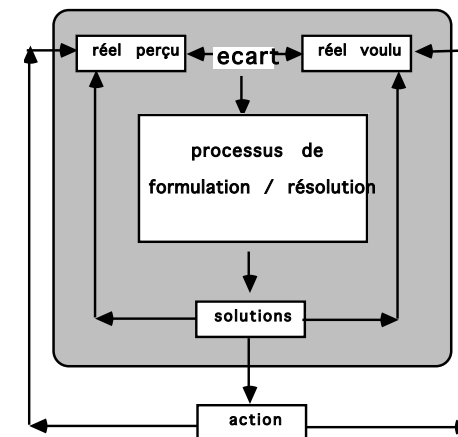 réel perçu
ecart
réel voulu
processus de
formulation / résolution
solutions
action